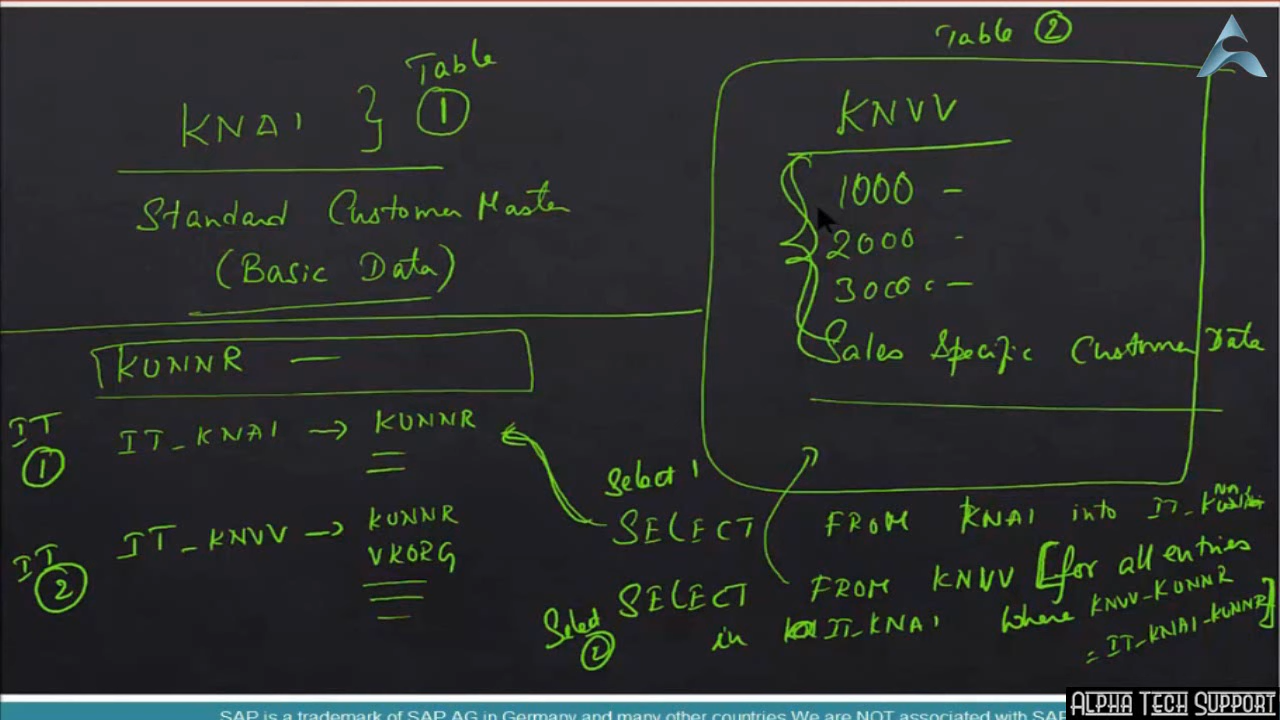 Table ①
KNA1 }
Standard Customer Master
(Basic Data)
KUNNR —
IT ①
IT_KNA1 → KUNNR
IT ②
IT_KNVV → KUNNR
VKORG
Table ②
KNVV
1000 -
2000 -
3000 -
Sales Specific Customer Data
Select 1
SELECT FROM KNA1 into IT_
Select ②
SELECT FROM KNVV [for all entries
in IT_KNA1 where KNVV-KUNNR
= IT_KNA1-KUNNR]
SAP is a trademark of SAP AG in Germany and many other countries We are NOT associated with SAP
ALPHA TECH SUPPORT